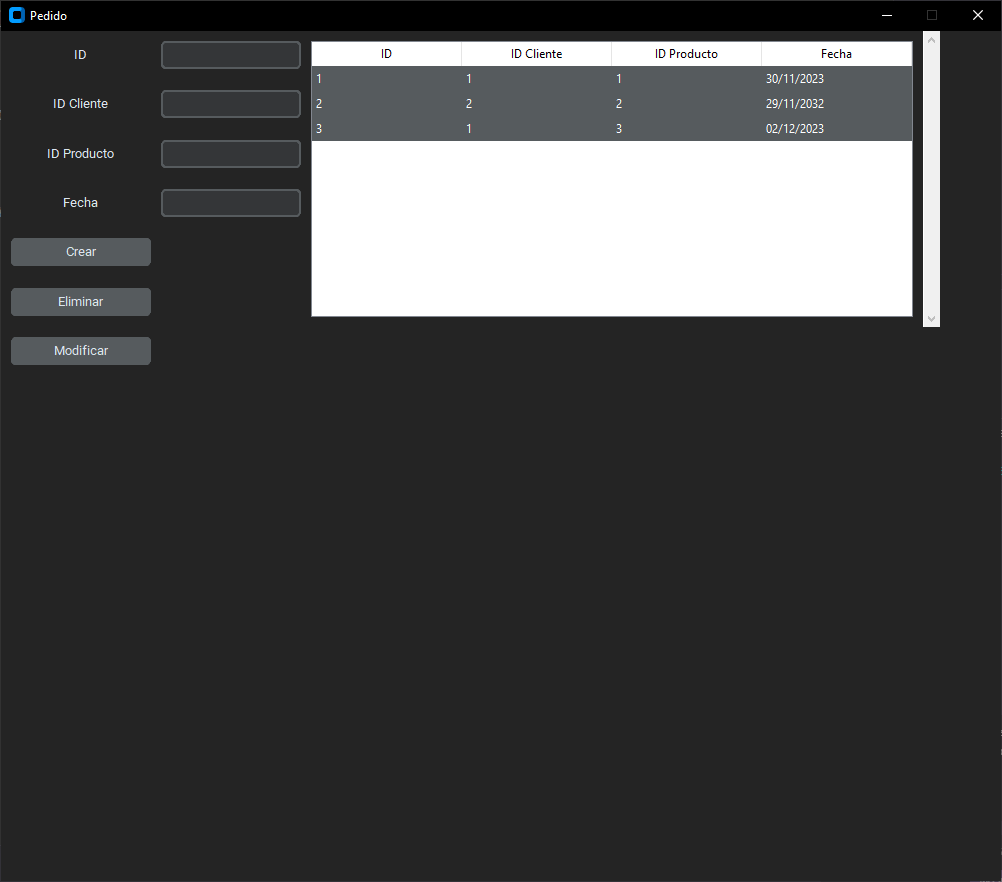 Pedido
ID
ID Cliente
ID Producto
Fecha
Crear
Eliminar
Modificar
ID ID Cliente ID Producto Fecha
1 1 1 30/11/2023
2 2 2 29/11/2032
3 1 3 02/12/2023